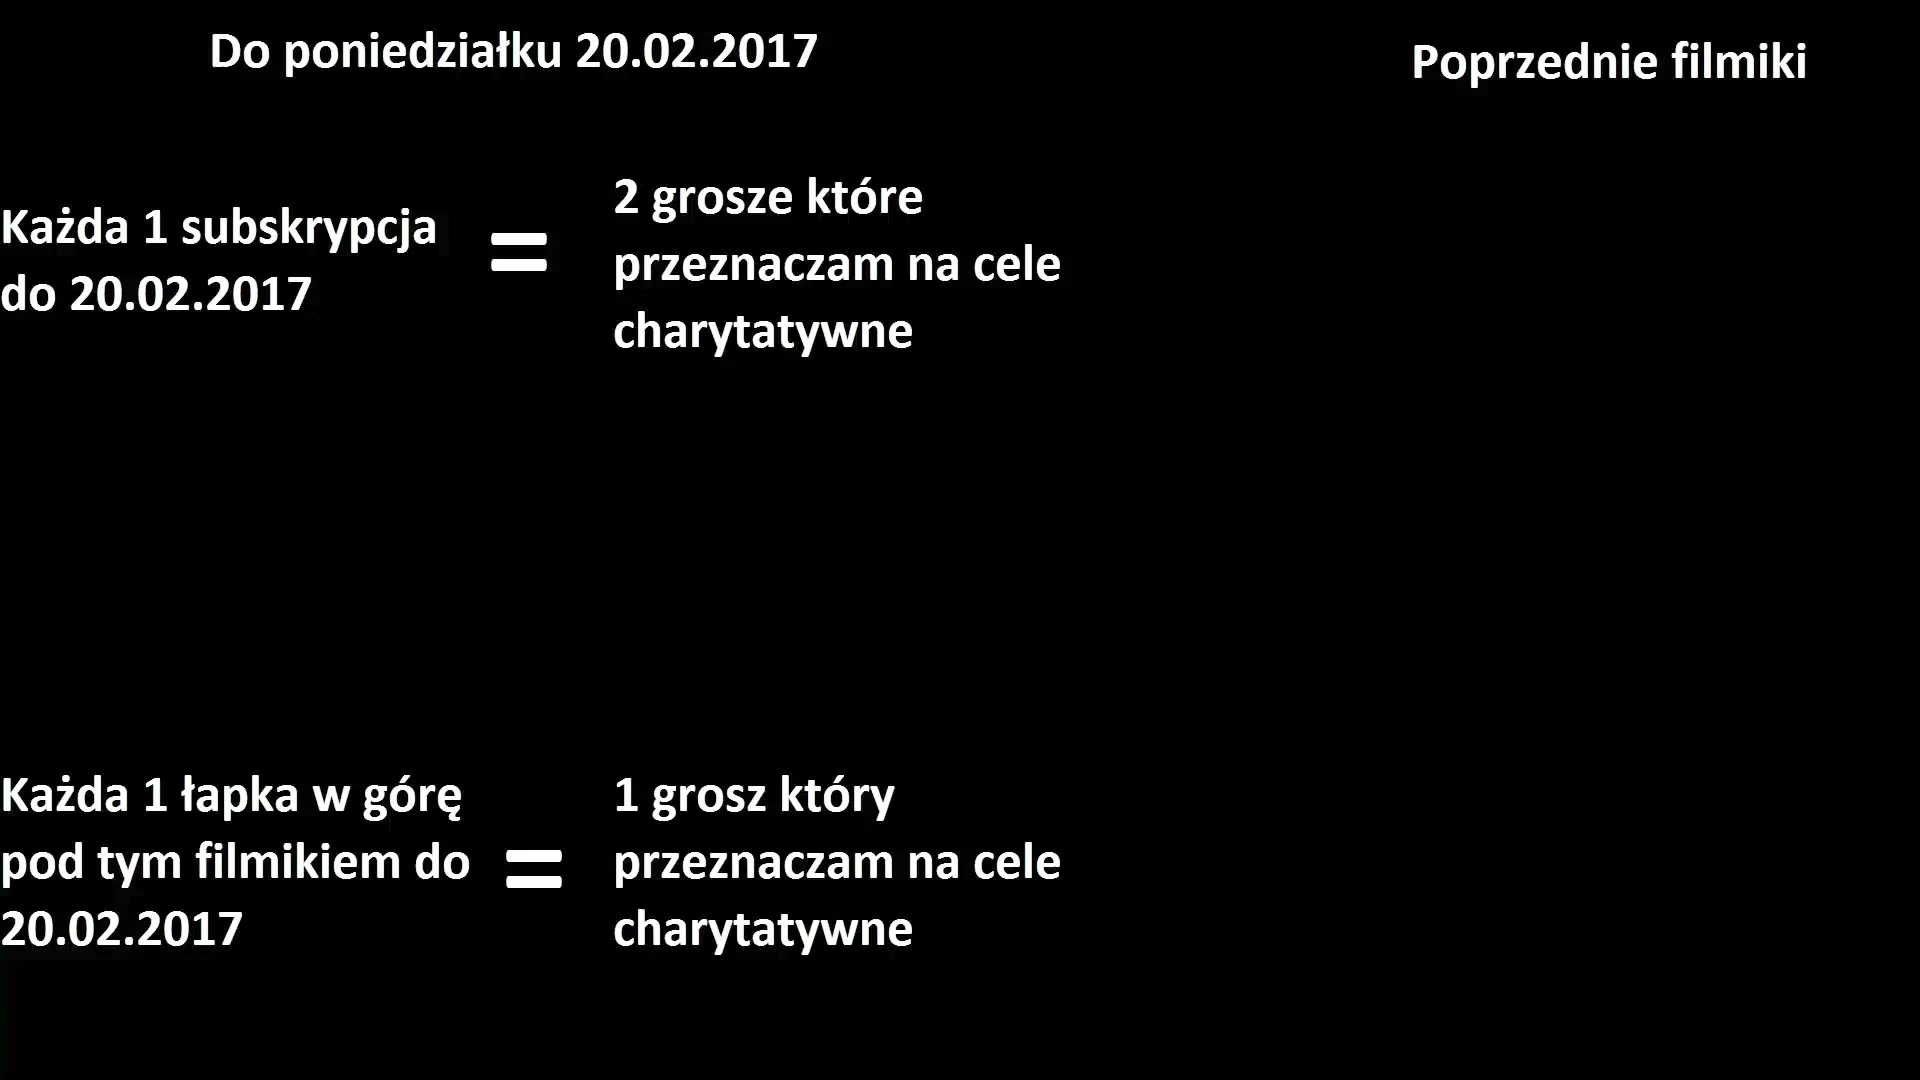 Do poniedziałku 20.02.2017
Poprzednie filmiki
Każda 1 subskrypcja
do 20.02.2017
=
2 grosze które
przeznaczam na cele
charytatywne
Każda 1 łapka w górę
pod tym filmikiem do
20.02.2017
=
1 grosz który
przeznaczam na cele
charytatywne